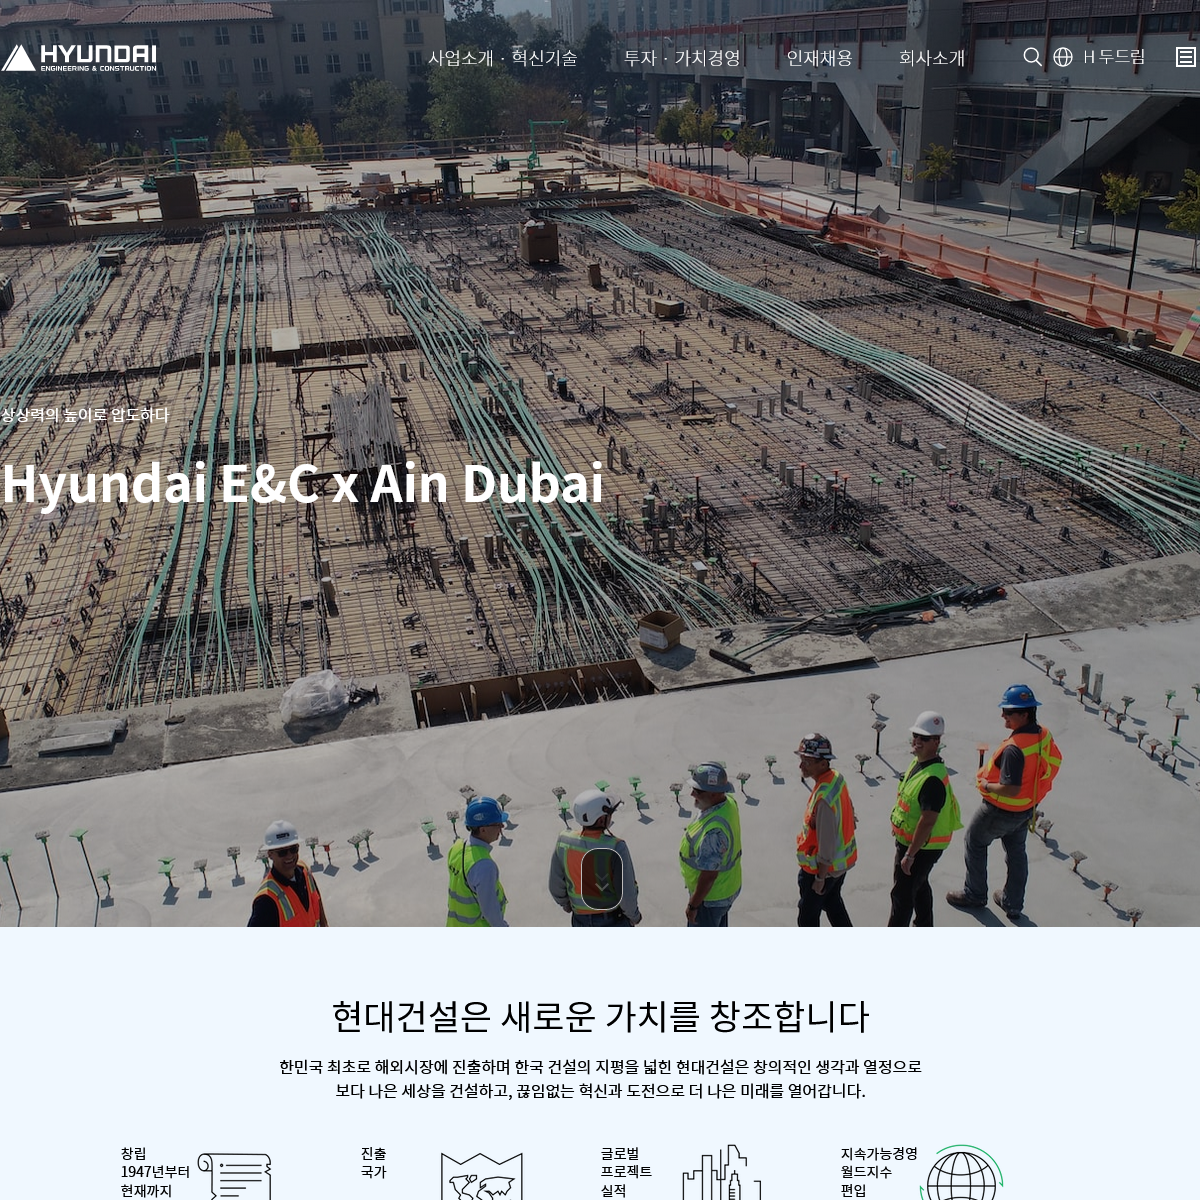 HYUNDAI
ENGINEERING & CONSTRUCTION
사업소개 · 혁신기술
투자 · 가치경영
인재채용
회사소개
H 두드림
상상력의 높이로 압도하다
Hyundai E&C x Ain Dubai
현대건설은 새로운 가치를 창조합니다
한민국 최초로 해외시장에 진출하며 한국 건설의 지평을 넓힌 현대건설은 창의적인 생각과 열정으로
보다 나은 세상을 건설하고, 끊임없는 혁신과 도전으로 더 나은 미래를 열어갑니다.
창립
1947년부터
현재까지
진출
국가
글로벌
프로젝트
실적
지속가능경영
월드지수
편입